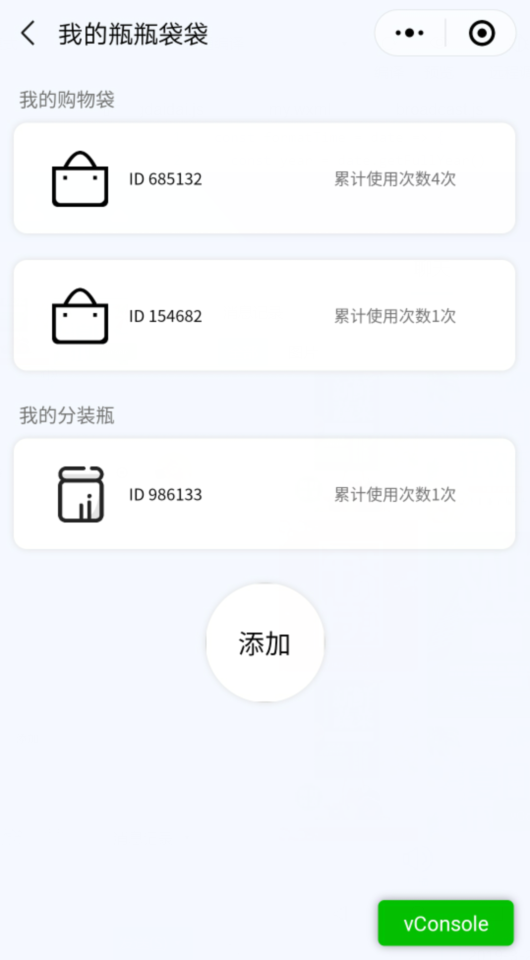 我的瓶瓶袋袋
我的购物袋
ID 685132 累计使用次数4次
ID 154682 累计使用次数1次
我的分装瓶
ID 986133 累计使用次数1次
添加
vConsole